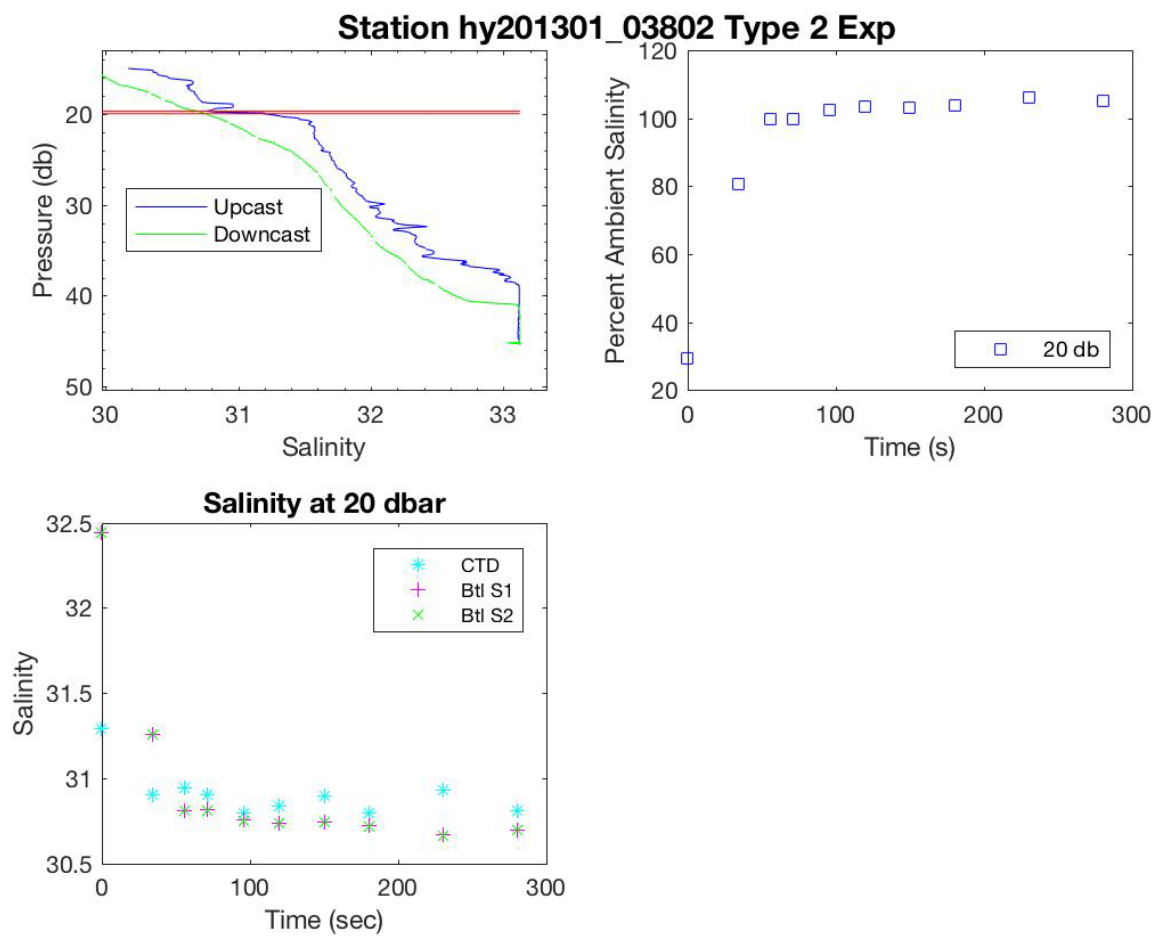 Station hy201301_03802 Type 2 Exp
20
30
40
50
Pressure (db)
Upcast
Downcast
30 31 32 33
Salinity
120
100
80
60
40
20
Percent Ambient Salinity
20 db
0 100 200 300
Time (s)
Salinity at 20 dbar
32.5
32
31.5
31
30.5
Salinity
CTD
Btl S1
Btl S2
0 100 200 300
Time (sec)